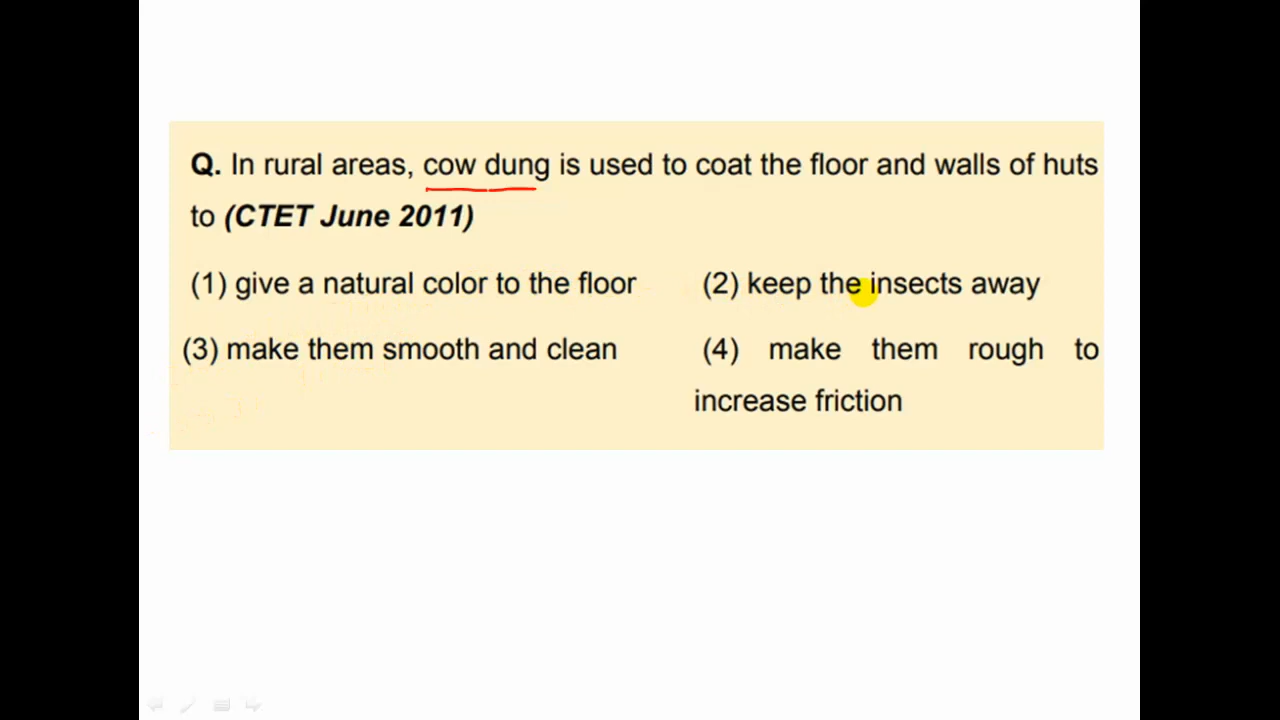 Q. In rural areas, cow dung is used to coat the floor and walls of huts
to (CTET June 2011)
(1) give a natural color to the floor (2) keep the insects away
(3) make them smooth and clean (4) make them rough to
increase friction